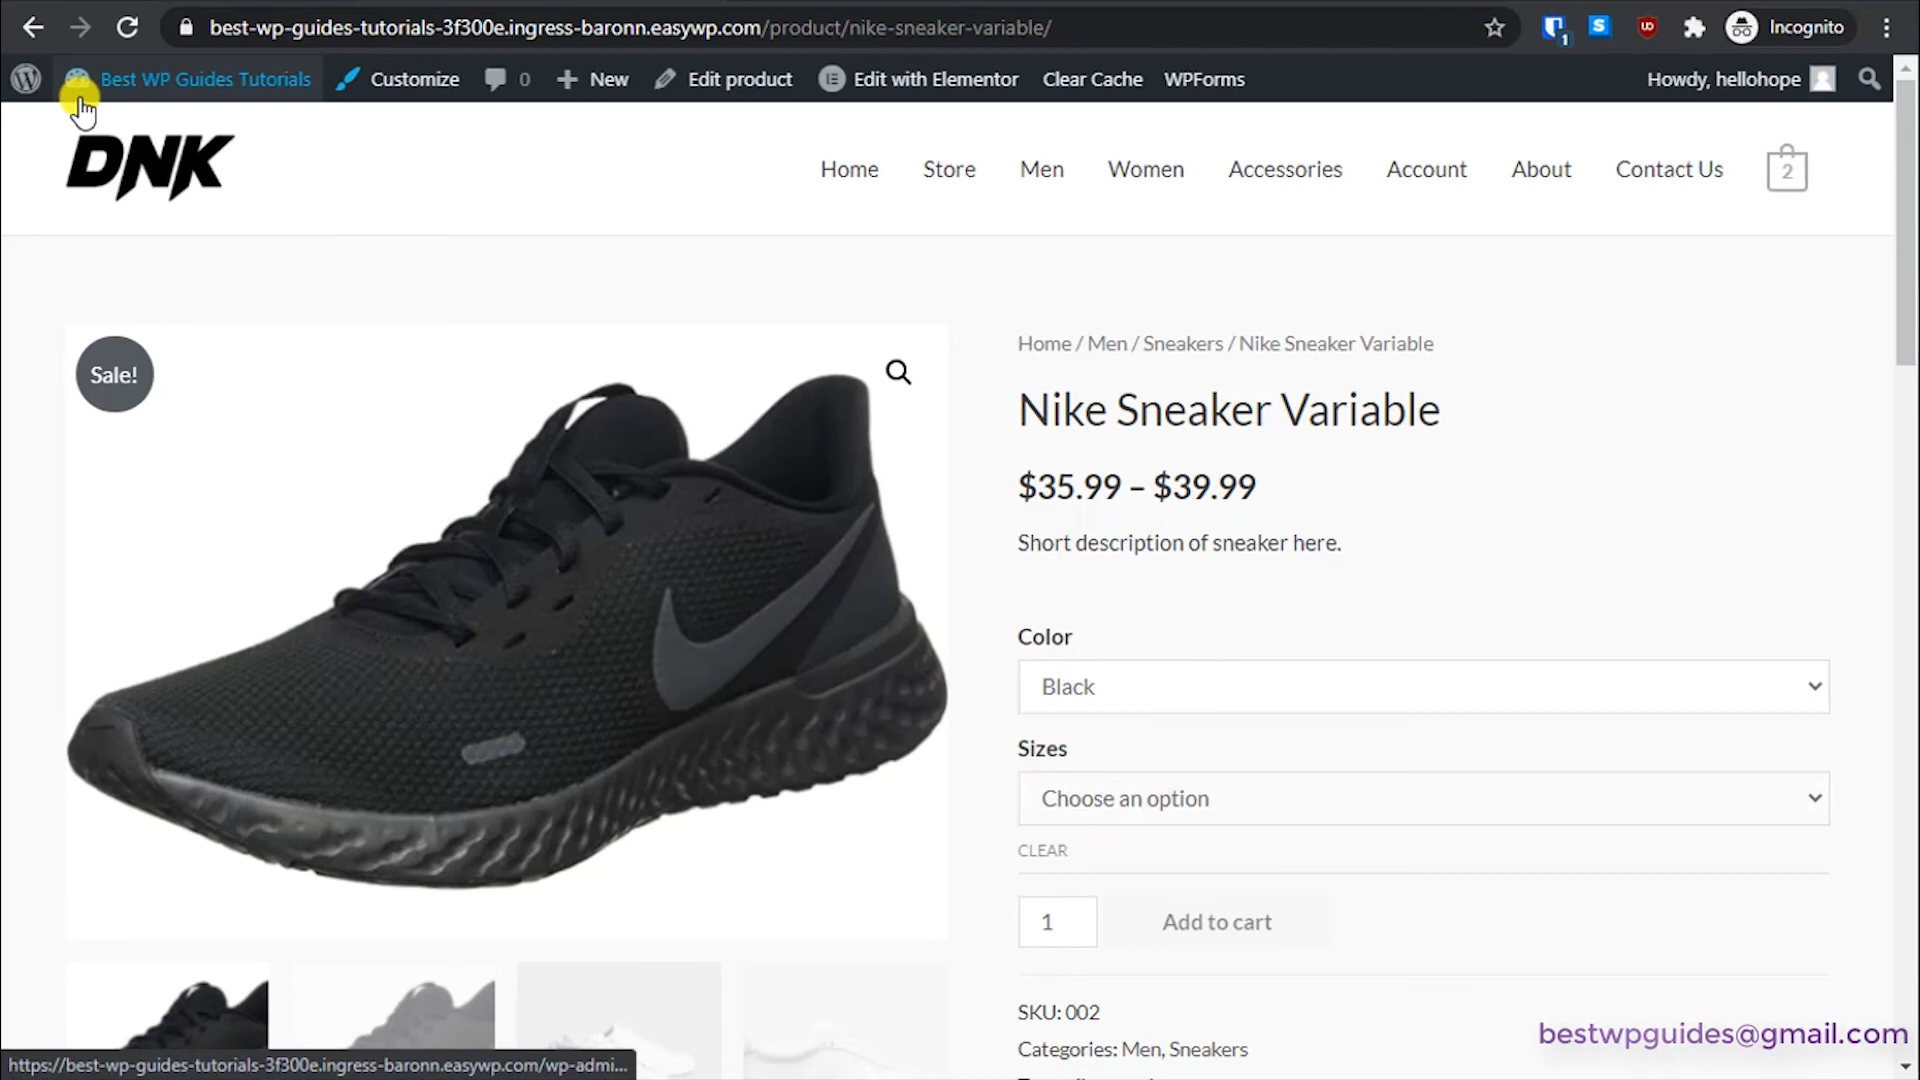 best-wp-guides-tutorials-3f300e.ingress-baronn.easywp.com/product/nike-sneaker-variable/
1
S
Incognito
Best WP Guides Tutorials
Customize
0
New
Edit product
Edit with Elementor
Clear Cache
WPForms
Howdy, hellohope
DNK
Home
Store
Men
Women
Accessories
Account
About
Contact Us
2
Sale!
Home / Men / Sneakers / Nike Sneaker Variable
Nike Sneaker Variable
$35.99 – $39.99
Short description of sneaker here.
Color
Black
Sizes
Choose an option
CLEAR
1
Add to cart
SKU: 002
Categories: Men, Sneakers
bestwpguides@gmail.com
https://best-wp-guides-tutorials-3f300e.ingress-baronn.easywp.com/wp-admi...